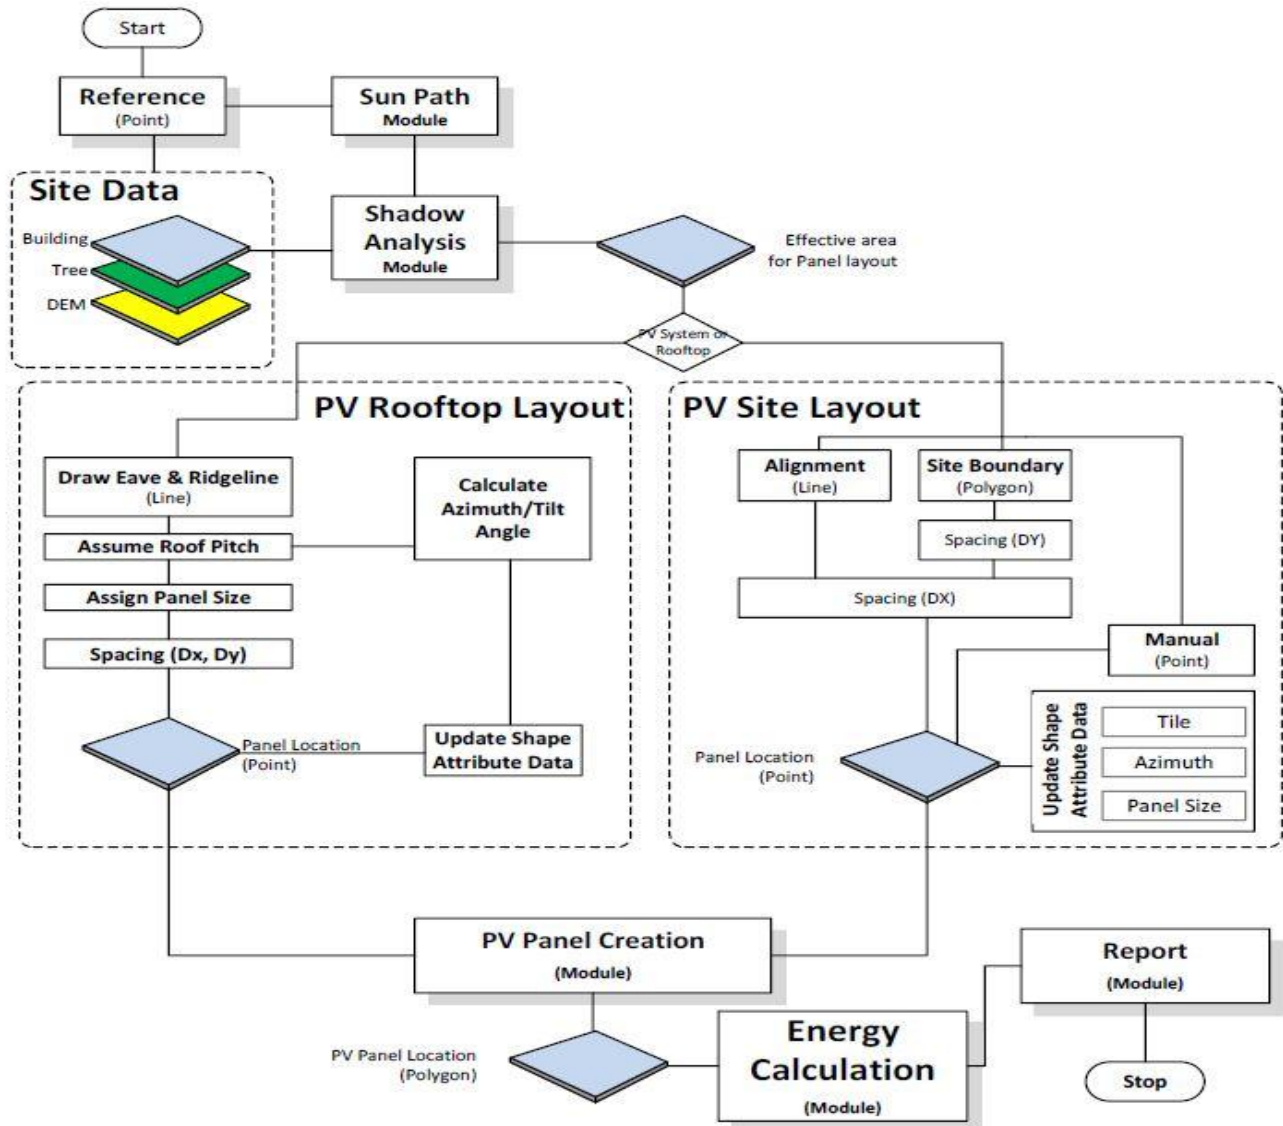 Start
Reference
(Point)
Sun Path
Module
Site Data
Building
Tree
DEM
Shadow
Analysis
Module
Effective area
for Panel layout
PV System or
Rooftop
PV Rooftop Layout
Draw Eave & Ridgeline
(Line)
Assume Roof Pitch
Assign Panel Size
Spacing (Dx, Dy)
Calculate
Azimuth/Tilt
Angle
Panel Location
(Point)
Update Shape
Attribute Data
PV Site Layout
Alignment
(Line)
Site Boundary
(Polygon)
Spacing (DY)
Spacing (DX)
Manual
(Point)
Panel Location
(Point)
Update Shape
Attribute Data
Tile
Azimuth
Panel Size
PV Panel Creation
(Module)
PV Panel Location
(Polygon)
Energy
Calculation
(Module)
Report
(Module)
Stop